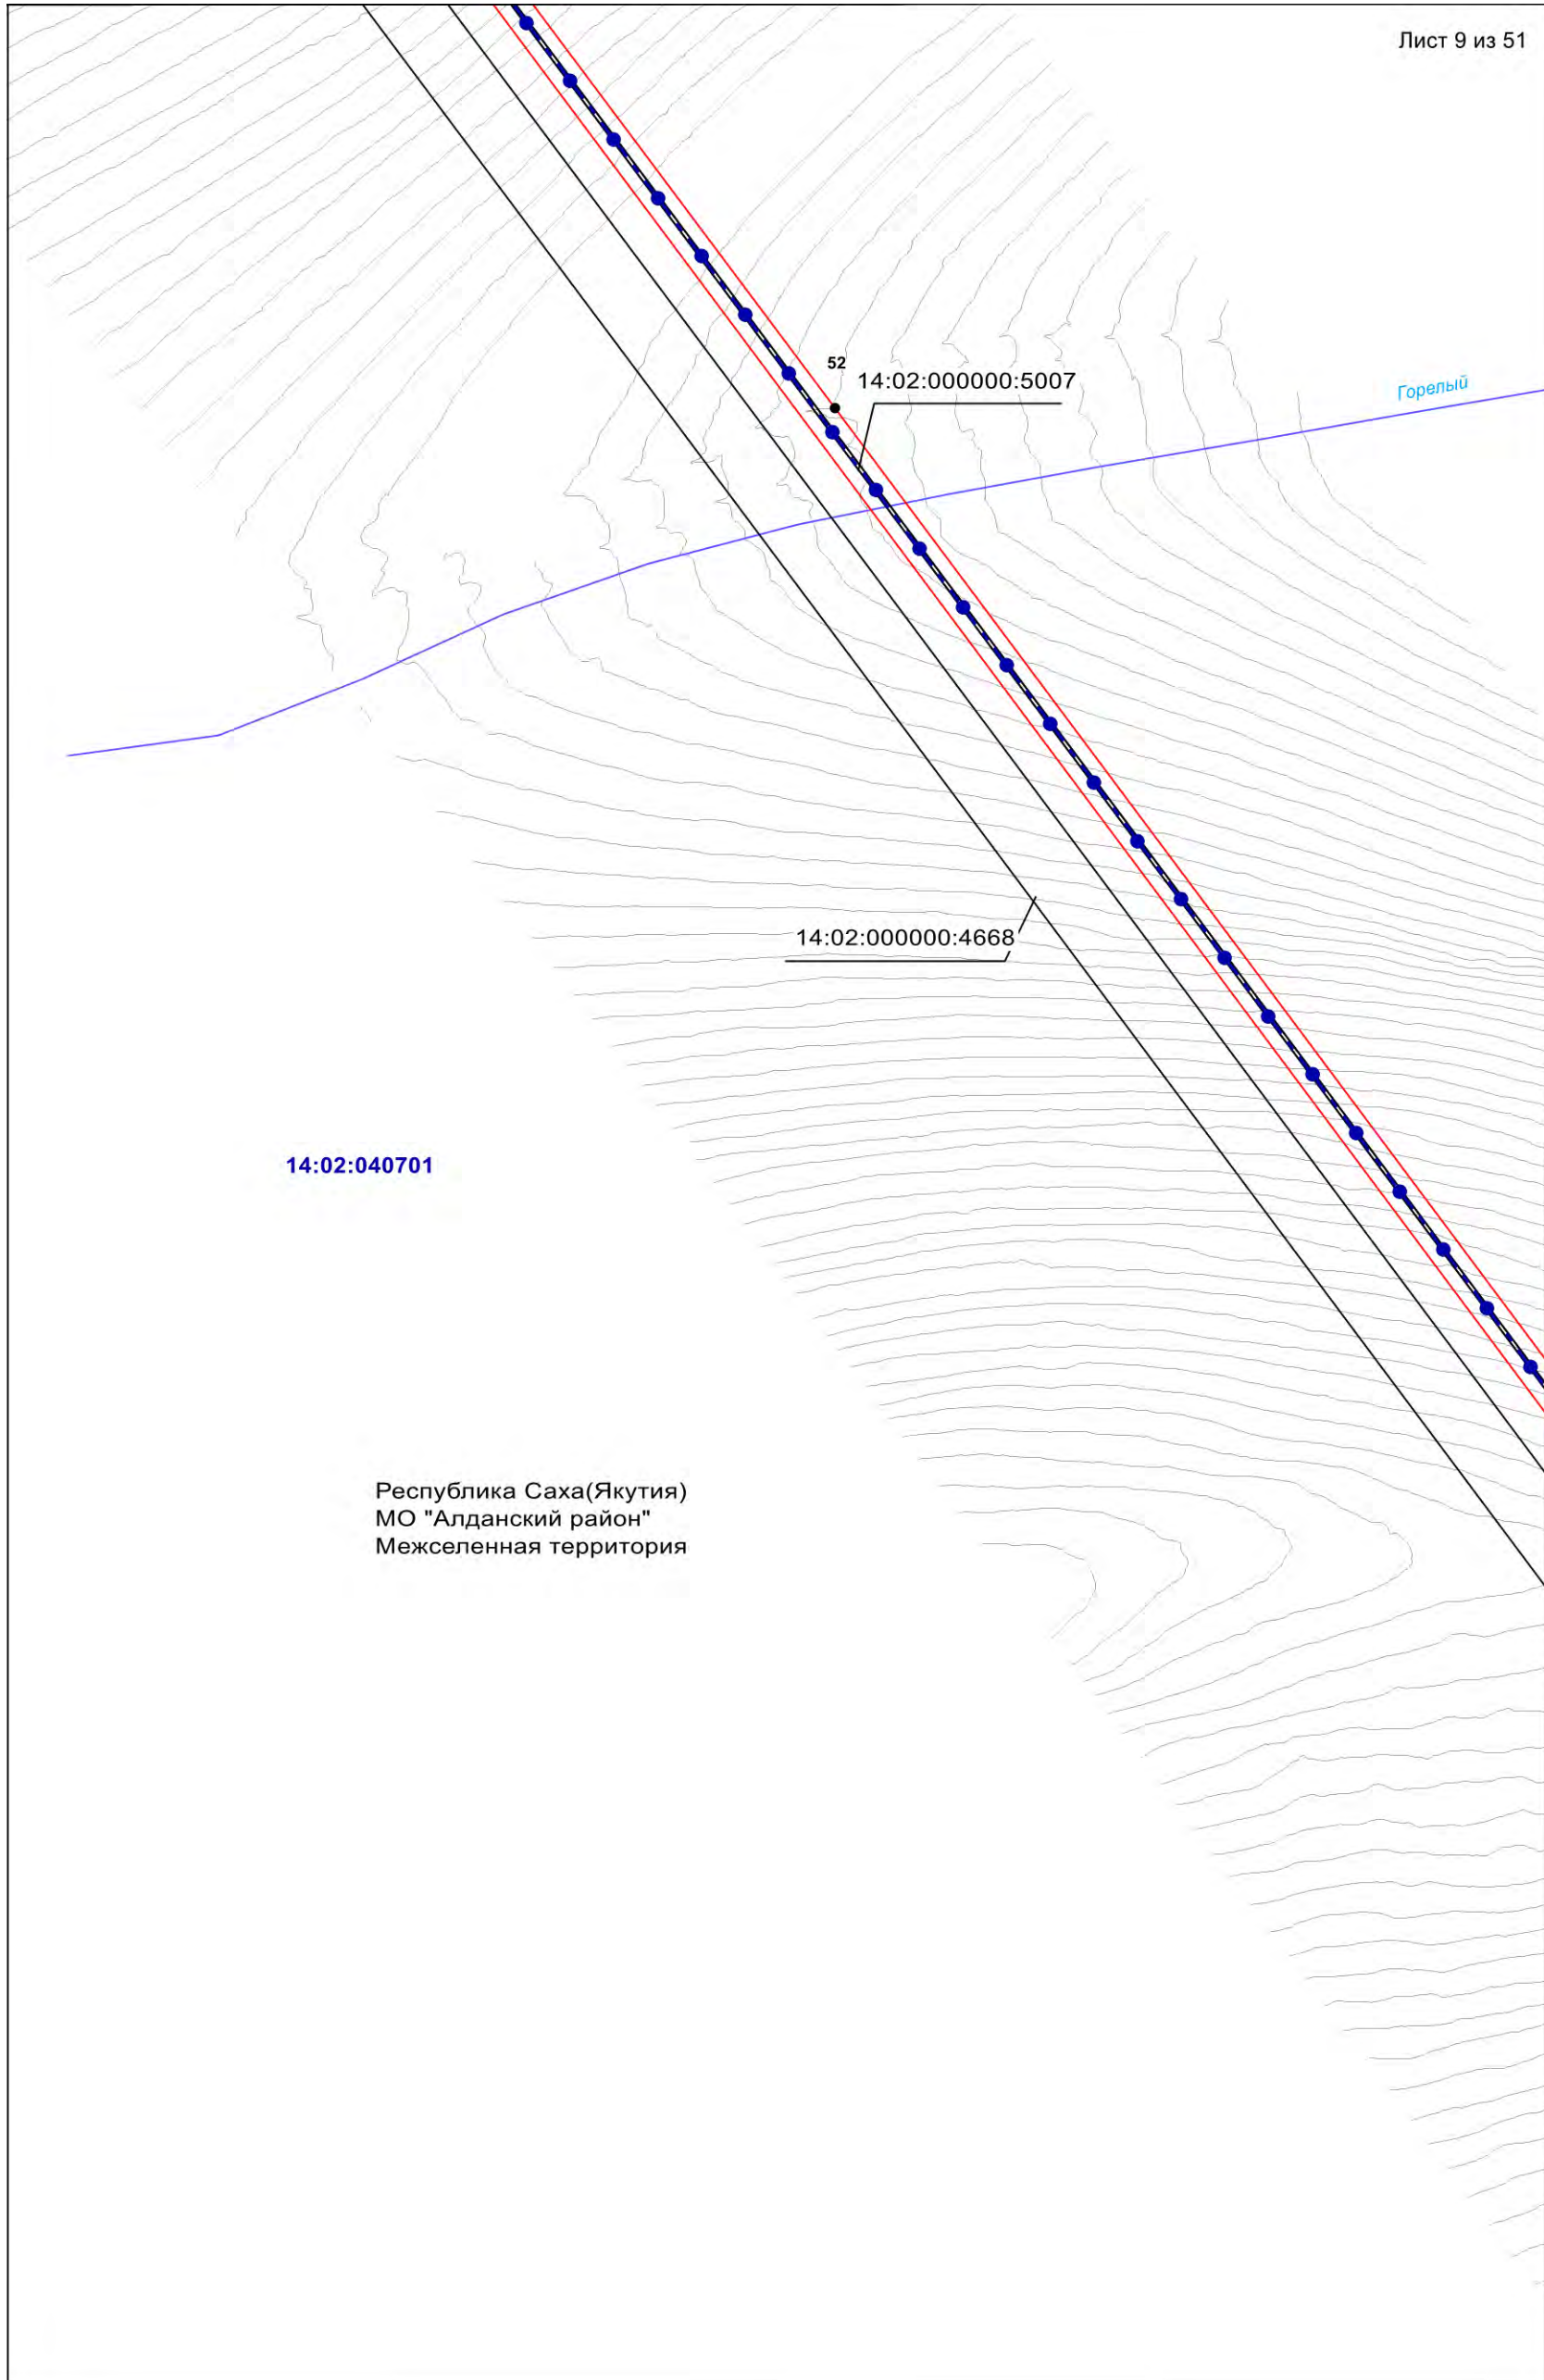 Лист 9 из 51
52
14:02:000000:5007
Горелый
14:02:000000:4668
14:02:040701
Республика Саха(Якутия)
МО "Алданский район"
Межселенная территория